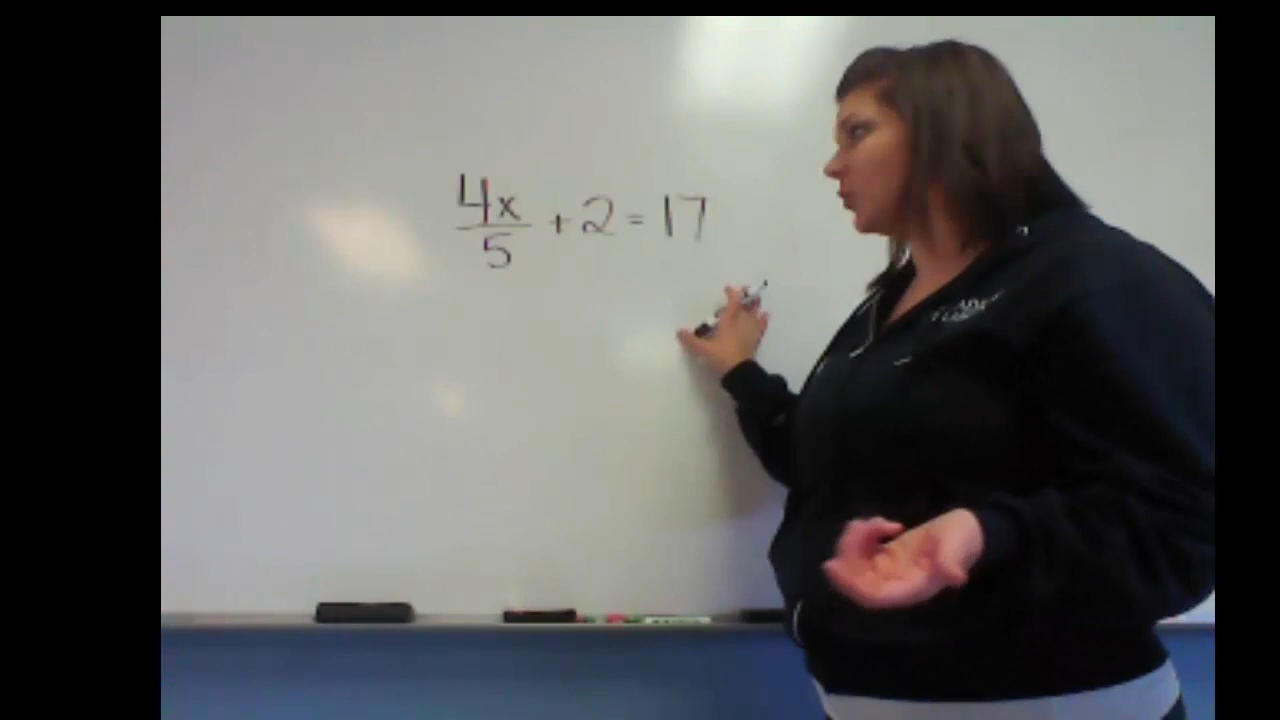 4x/5 + 2 = 17